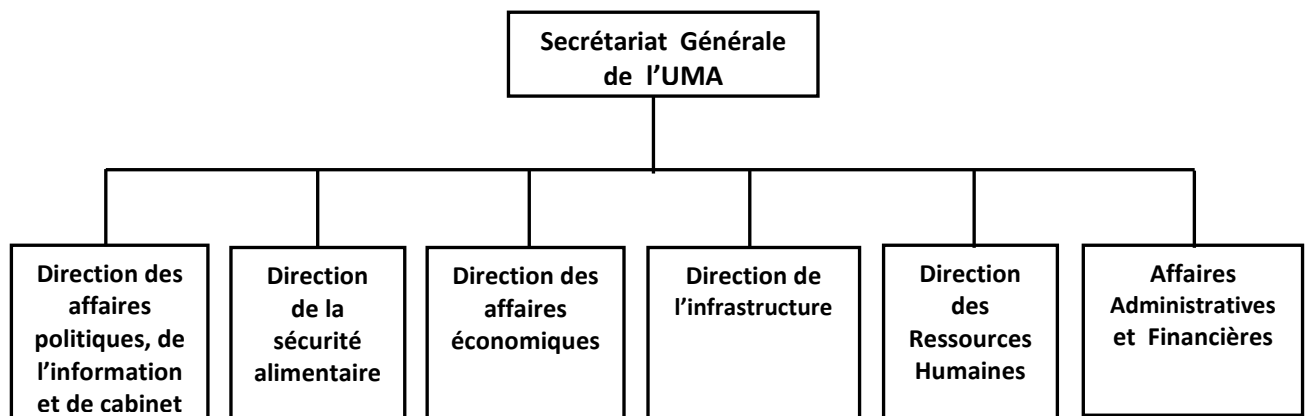 Secrétariat Générale
de l'UMA
Direction des
affaires
politiques, de
l'information
et de cabinet
Direction
de la
sécurité
alimentaire
Direction des
affaires
économiques
Direction de
l'infrastructure
Direction
des
Ressources
Humaines
Affaires
Administratives
et Financières